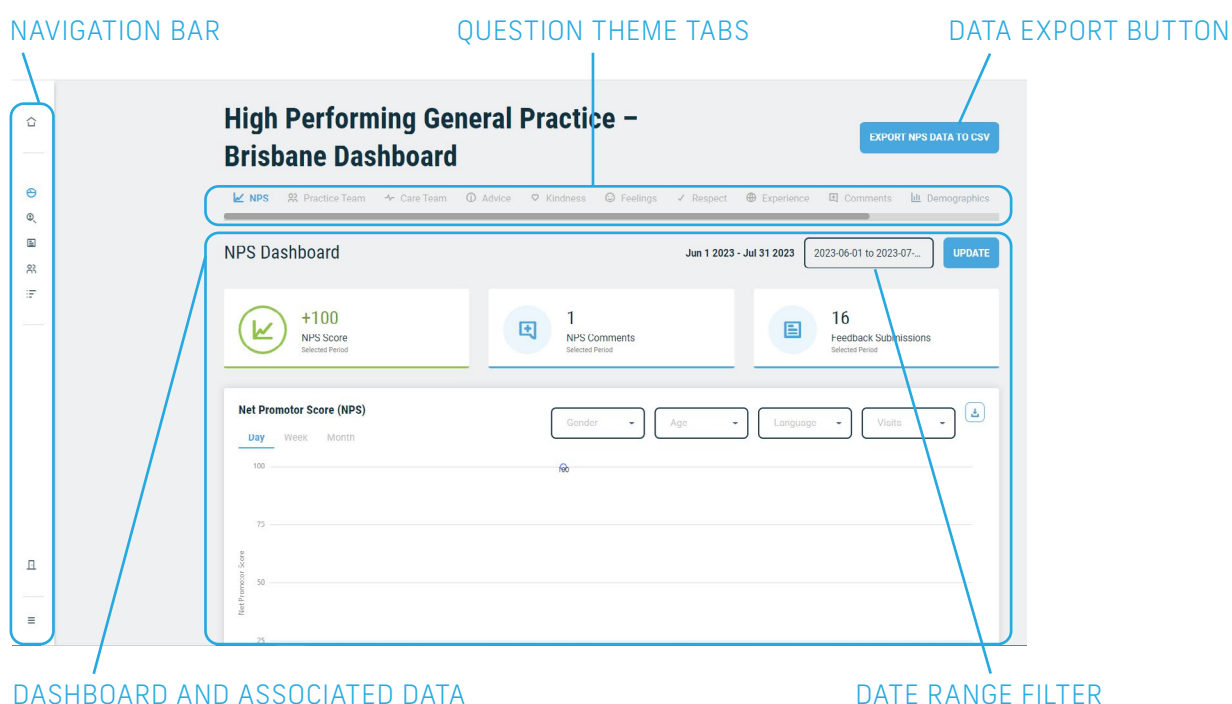 NAVIGATION BAR
QUESTION THEME TABS
DATA EXPORT BUTTON
High Performing General Practice –
Brisbane Dashboard
EXPORT NPS DATA TO CSV
NPS Practice Team Care Team Advice Kindness Feelings Respect Experience Comments Demographics
NPS Dashboard
Jun 1 2023 - Jul 31 2023
2023-06-01 to 2023-07-...
UPDATE
+100
NPS Score
Selected Period
1
NPS Comments
Selected Period
16
Feedback Submissions
Selected Period
Net Promotor Score (NPS)
Gender
Age
Language
Visits
Day Week Month
100
100
75
50
25
Net Promotor Score
DASHBOARD AND ASSOCIATED DATA
DATE RANGE FILTER